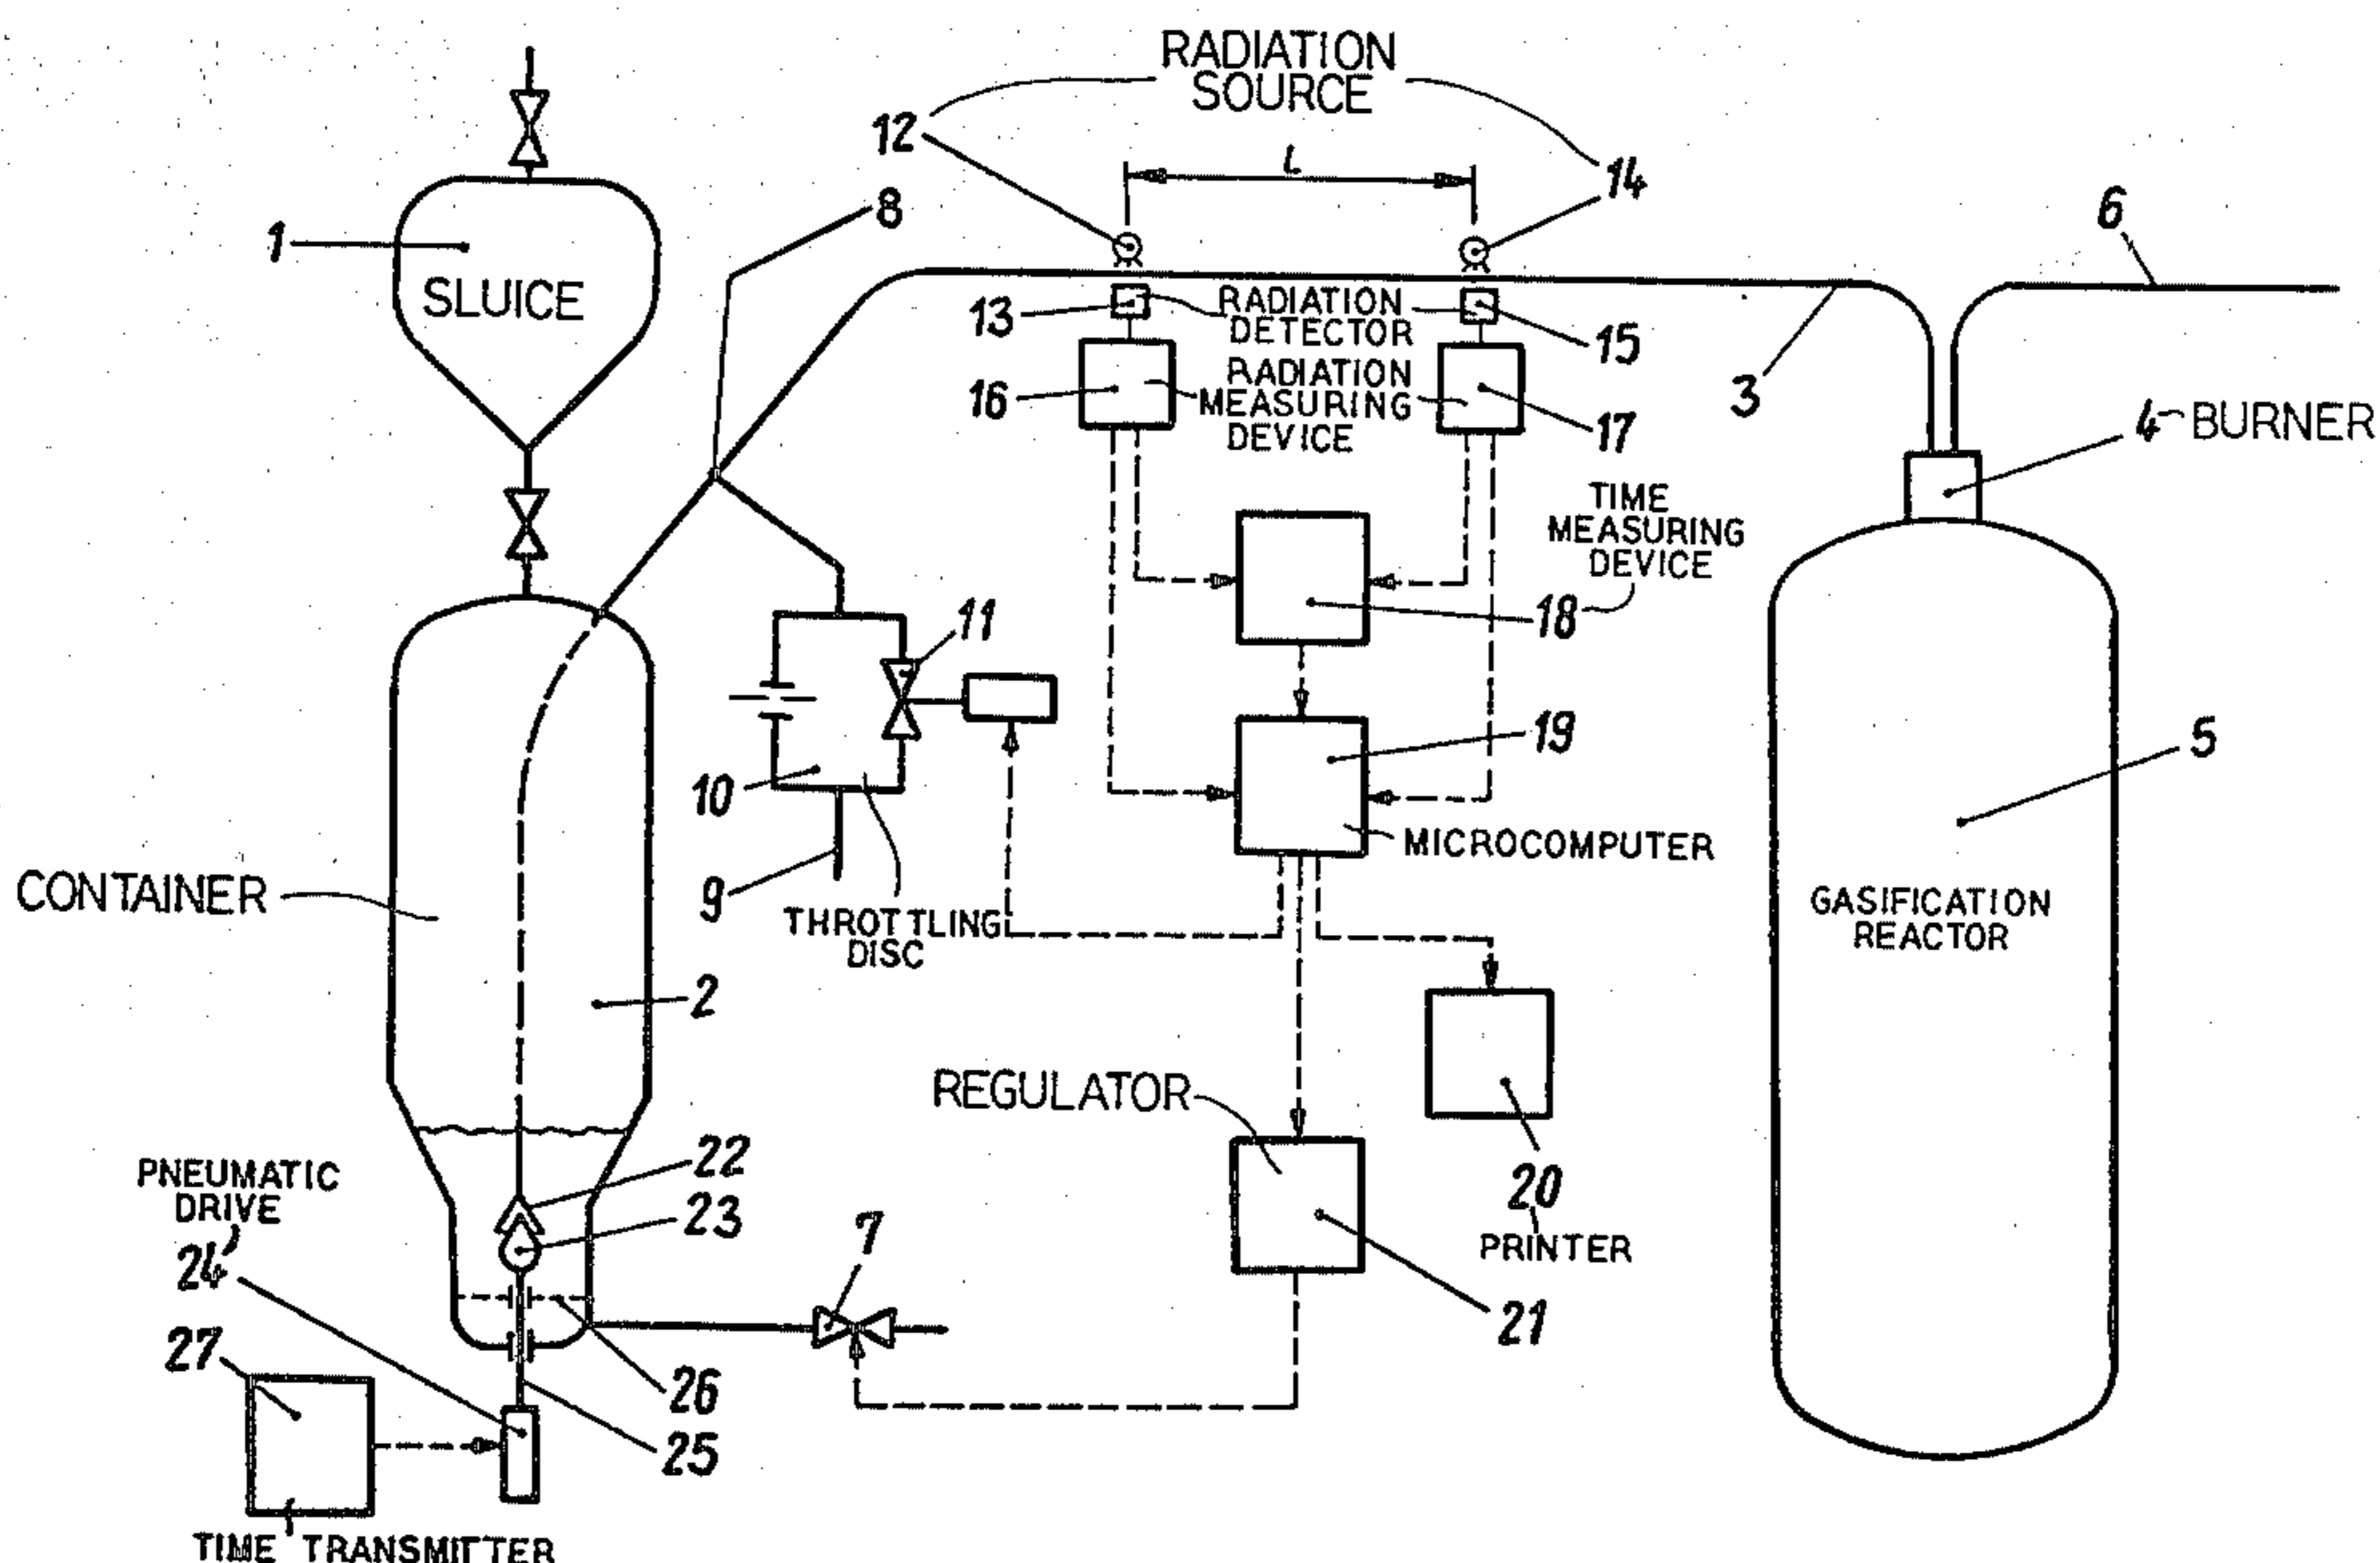 RADIATION
SOURCE
12
L
14
8
6
1
SLUICE
13
RADIATION
DETECTOR
15
16
RADIATION
MEASURING
DEVICE
17
3
4 BURNER
TIME
MEASURING
DEVICE
18
11
19
5
10
MICROCOMPUTER
CONTAINER
9
THROTTLING
DISC
GASIFICATION
REACTOR
2
REGULATOR
22
PNEUMATIC
DRIVE
24
23
7
20
PRINTER
21
27
26
25
TIME TRANSMITTER